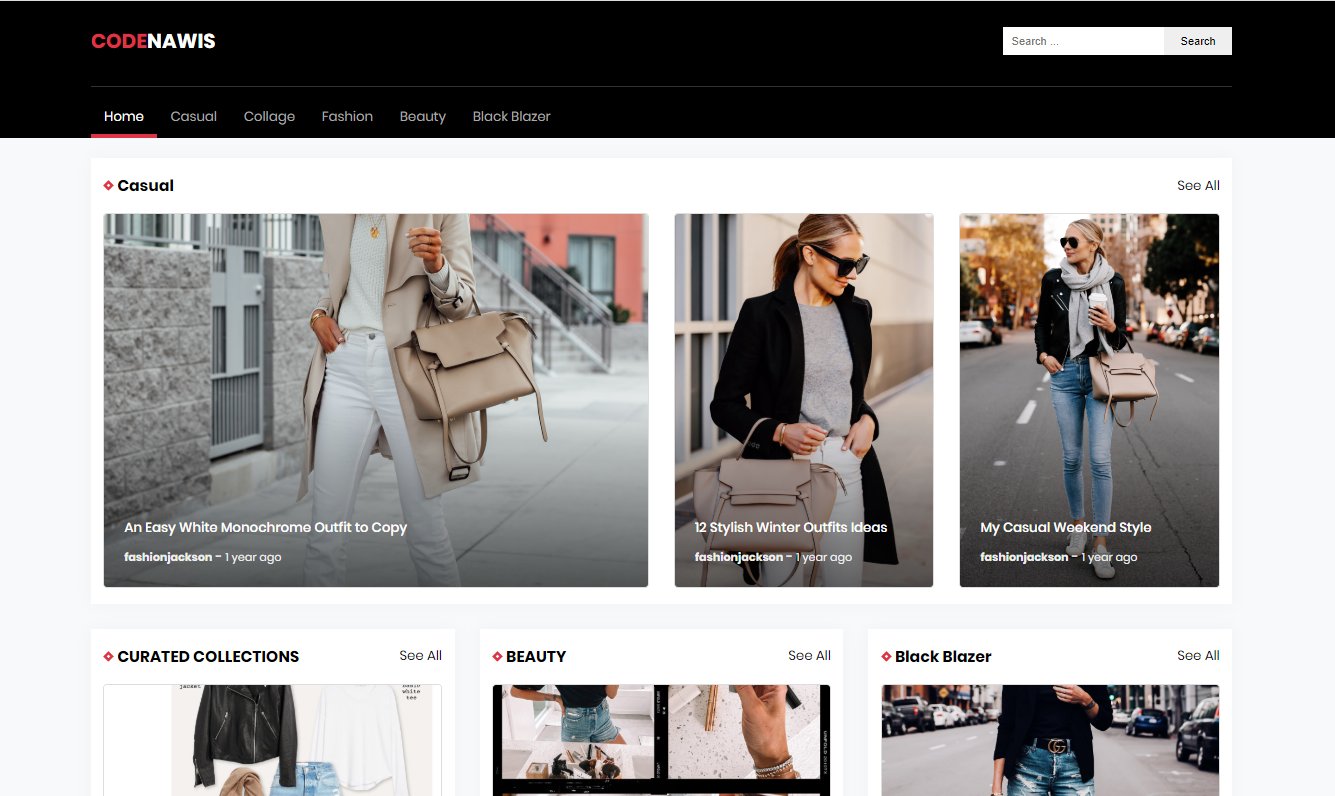 CODENAWIS
Search ...
Search
Home
Casual
Collage
Fashion
Beauty
Black Blazer
Casual
See All
An Easy White Monochrome Outfit to Copy
fashionjackson - 1 year ago
12 Stylish Winter Outfits Ideas
fashionjackson - 1 year ago
My Casual Weekend Style
fashionjackson - 1 year ago
CURATED COLLECTIONS
See All
jacket
white
tee
BEAUTY
See All
Black Blazer
See All